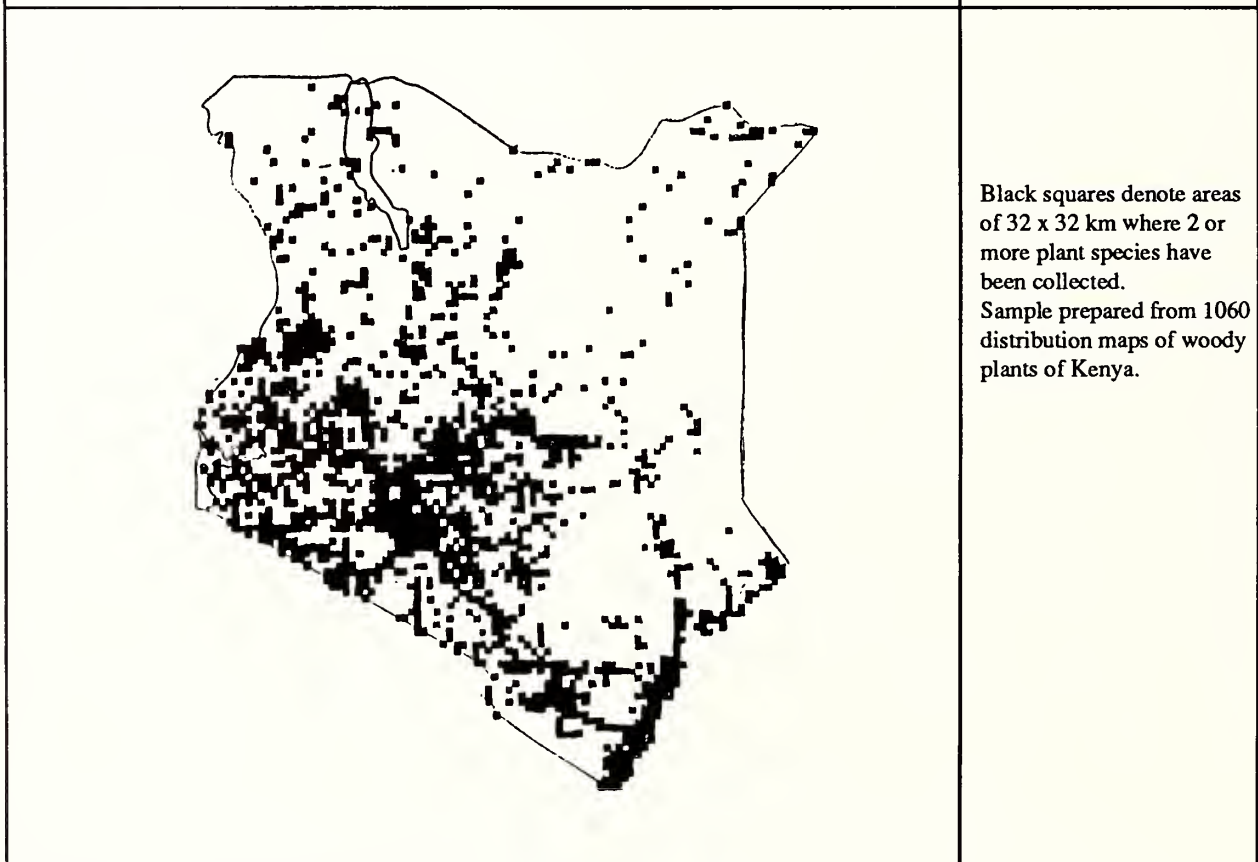 Black squares denote areas
of 32 x 32 km where 2 or
more plant species have
been collected.
Sample prepared from 1060
distribution maps of woody
plants of Kenya.